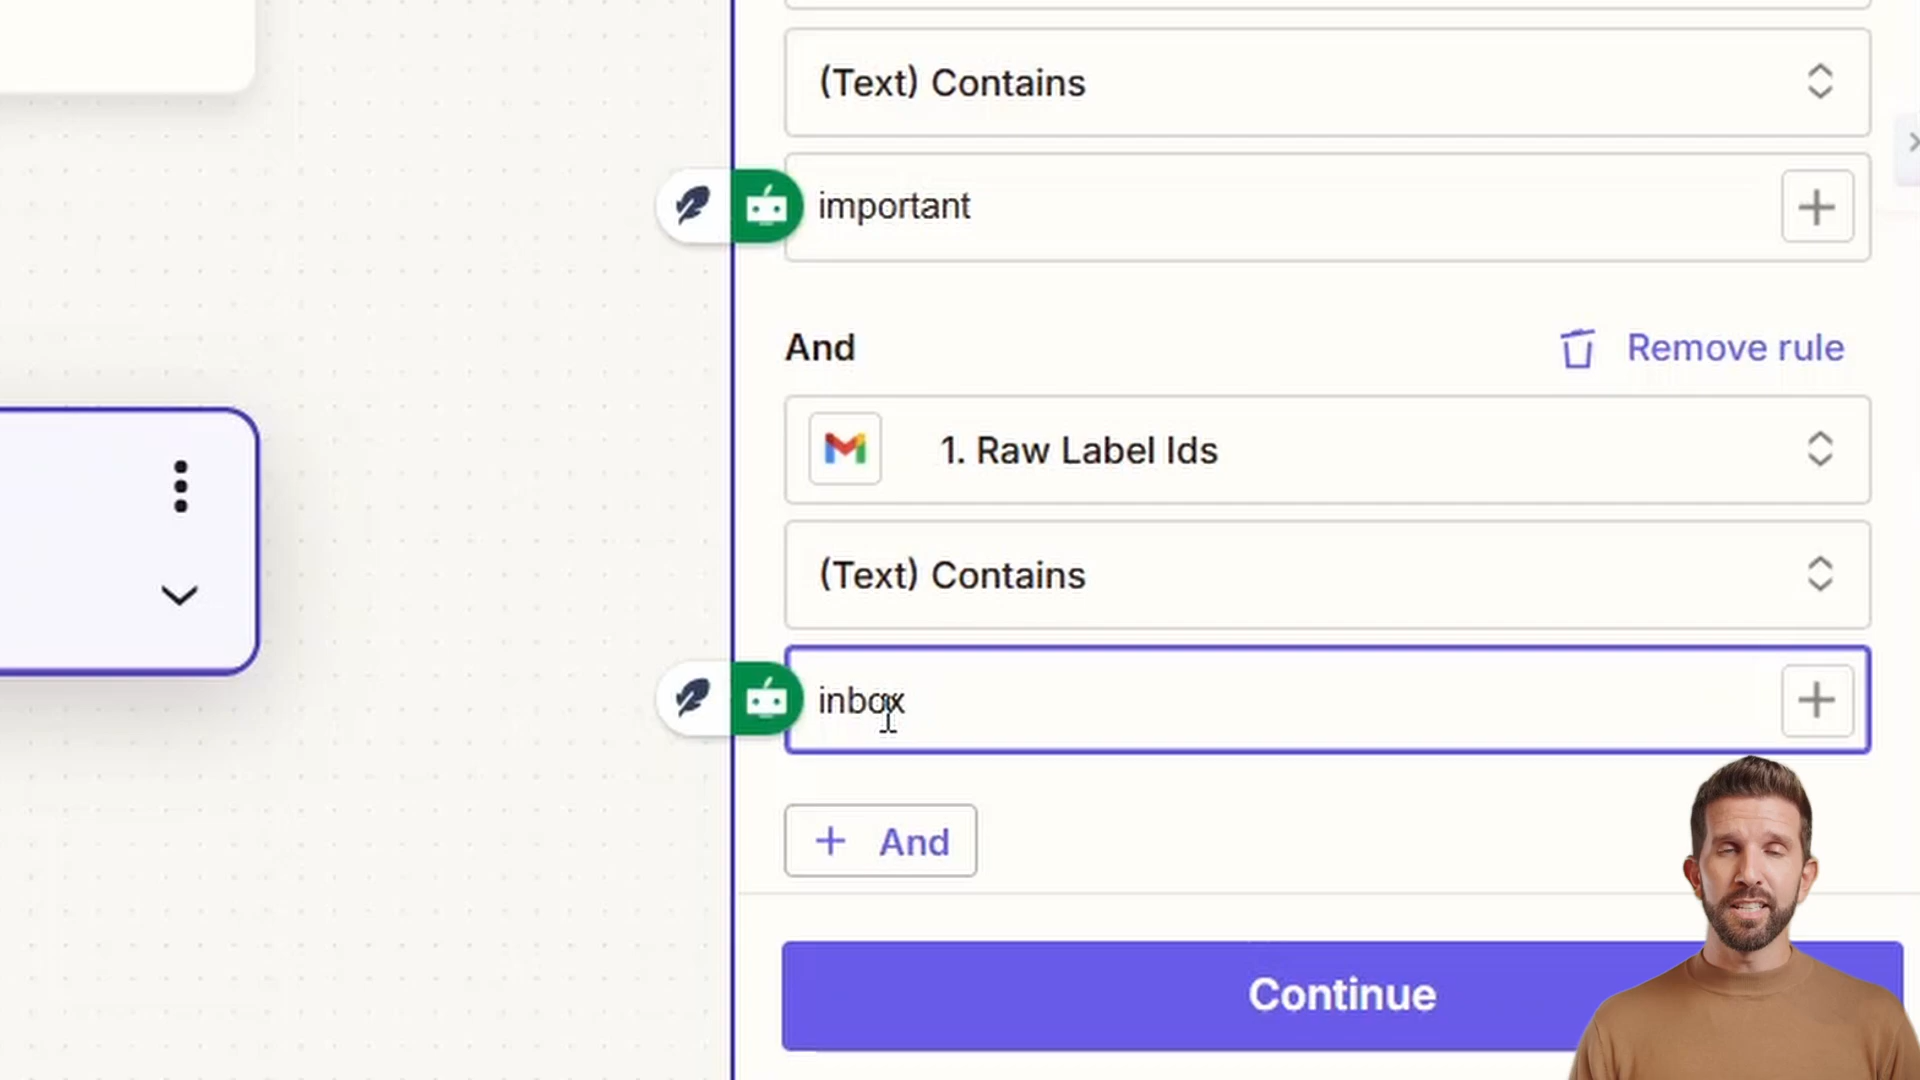 (Text) Contains
important
And
Remove rule
1. Raw Label Ids
(Text) Contains
inbox
+ And
Continue